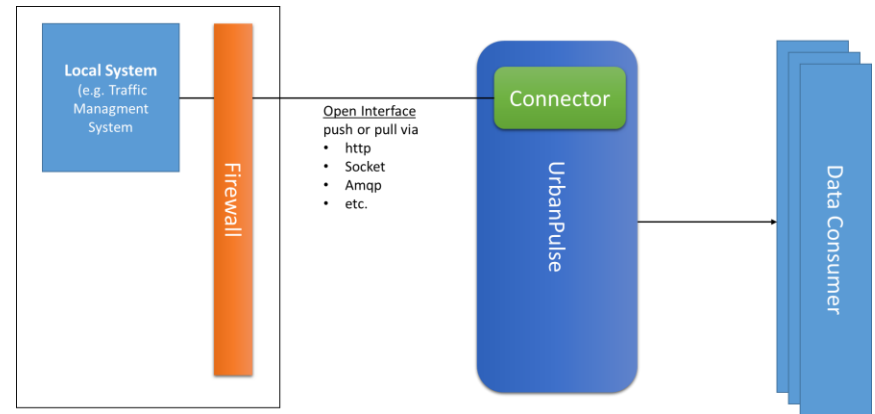 Local System
(e.g. Traffic
Managment
System
Firewall
Open Interface
push or pull via
• http
• Socket
• Amqp
• etc.
Connector
UrbanPulse
Data Consumer